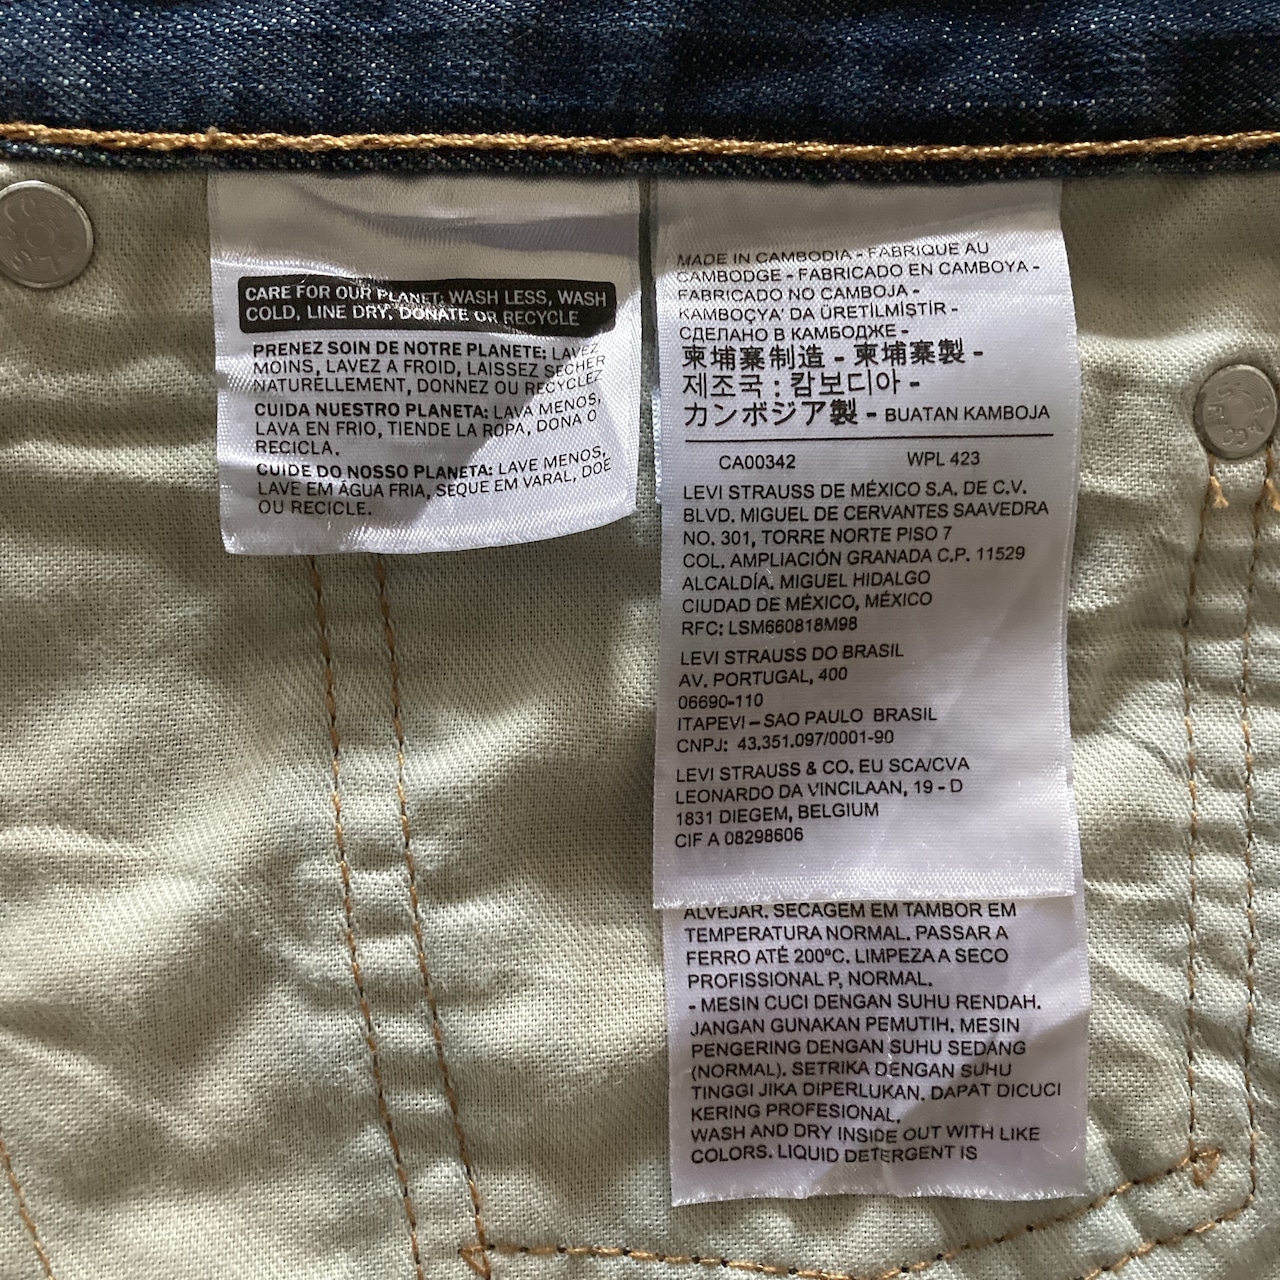 CARE FOR OUR PLANET: WASH LESS, WASH
COLD, LINE DRY, DONATE OR RECYCLE
PRENEZ SOIN DE NOTRE PLANETE: LAVEZ
MOINS, LAVEZ A FROID, LAISSEZ SECHER
NATURELLEMENT, DONNEZ OU RECYCLEZ
CUIDA NUESTRO PLANETA: LAVA MENOS,
LAVA EN FRIO, TIENDE LA ROPA, DONA O
RECICLA.
CUIDE DO NOSSO PLANETA: LAVE MENOS,
LAVE EM ÁGUA FRIA, SEQUE EM VARAL, DOE
OU RECICLE.
MADE IN CAMBODIA - FABRIQUE AU
CAMBODGE - FABRICADO EN CAMBOYA -
FABRICADO NO CAMBOJA -
KAMBOÇYA' DA ÜRETILMIŞTIR -
СДЕЛАНО В КАМБОДЖЕ -
柬埔寨制造 - 柬埔寨製 -
제조국 : 캄보디아 -
カンボジア製 - BUATAN KAMBOJA
CA00342 WPL 423
LEVI STRAUSS DE MÉXICO S.A. DE C.V.
BLVD. MIGUEL DE CERVANTES SAAVEDRA
NO. 301, TORRE NORTE PISO 7
COL. AMPLIACIÓN GRANADA C.P. 11529
ALCALDÍA. MIGUEL HIDALGO
CIUDAD DE MÉXICO, MÉXICO
RFC: LSM660818M98
LEVI STRAUSS DO BRASIL
AV. PORTUGAL, 400
06690-110
ITAPEVI – SAO PAULO BRASIL
CNPJ: 43.351.097/0001-90
LEVI STRAUSS & CO. EU SCA/CVA
LEONARDO DA VINCILAAN, 19 - D
1831 DIEGEM, BELGIUM
CIF A 08298606
ALVEJAR. SECAGEM EM TAMBOR EM
TEMPERATURA NORMAL. PASSAR A
FERRO ATÉ 200ºC. LIMPEZA A SECO
PROFISSIONAL P, NORMAL.
- MESIN CUCI DENGAN SUHU RENDAH.
JANGAN GUNAKAN PEMUTIH. MESIN
PENGERING DENGAN SUHU SEDANG
(NORMAL). SETRIKA DENGAN SUHU
TINGGI JIKA DIPERLUKAN. DAPAT DICUCI
KERING PROFESIONAL.
WASH AND DRY INSIDE OUT WITH LIKE
COLORS. LIQUID DETERGENT IS